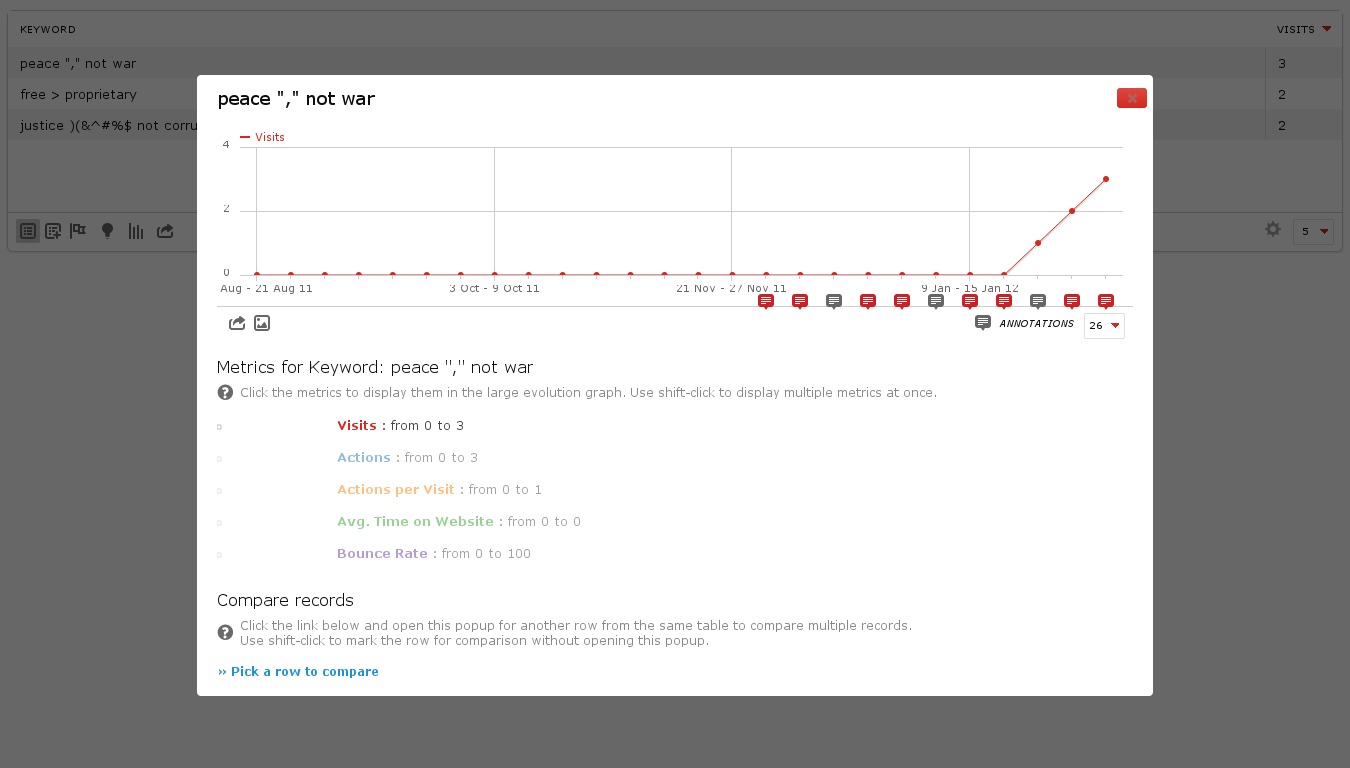 KEYWORD VISITS
peace "," not war 3
free > proprietary 2
justice )(&^#%$ not corru 2
5
peace "," not war
Visits
4
2
0
Aug - 21 Aug 11 3 Oct - 9 Oct 11 21 Nov - 27 Nov 11 9 Jan - 15 Jan 12
ANNOTATIONS 26
Metrics for Keyword: peace "," not war
Click the metrics to display them in the large evolution graph. Use shift-click to display multiple metrics at once.
Visits : from 0 to 3
Actions : from 0 to 3
Actions per Visit : from 0 to 1
Avg. Time on Website : from 0 to 0
Bounce Rate : from 0 to 100
Compare records
Click the link below and open this popup for another row from the same table to compare multiple records.
Use shift-click to mark the row for comparison without opening this popup.
›› Pick a row to compare